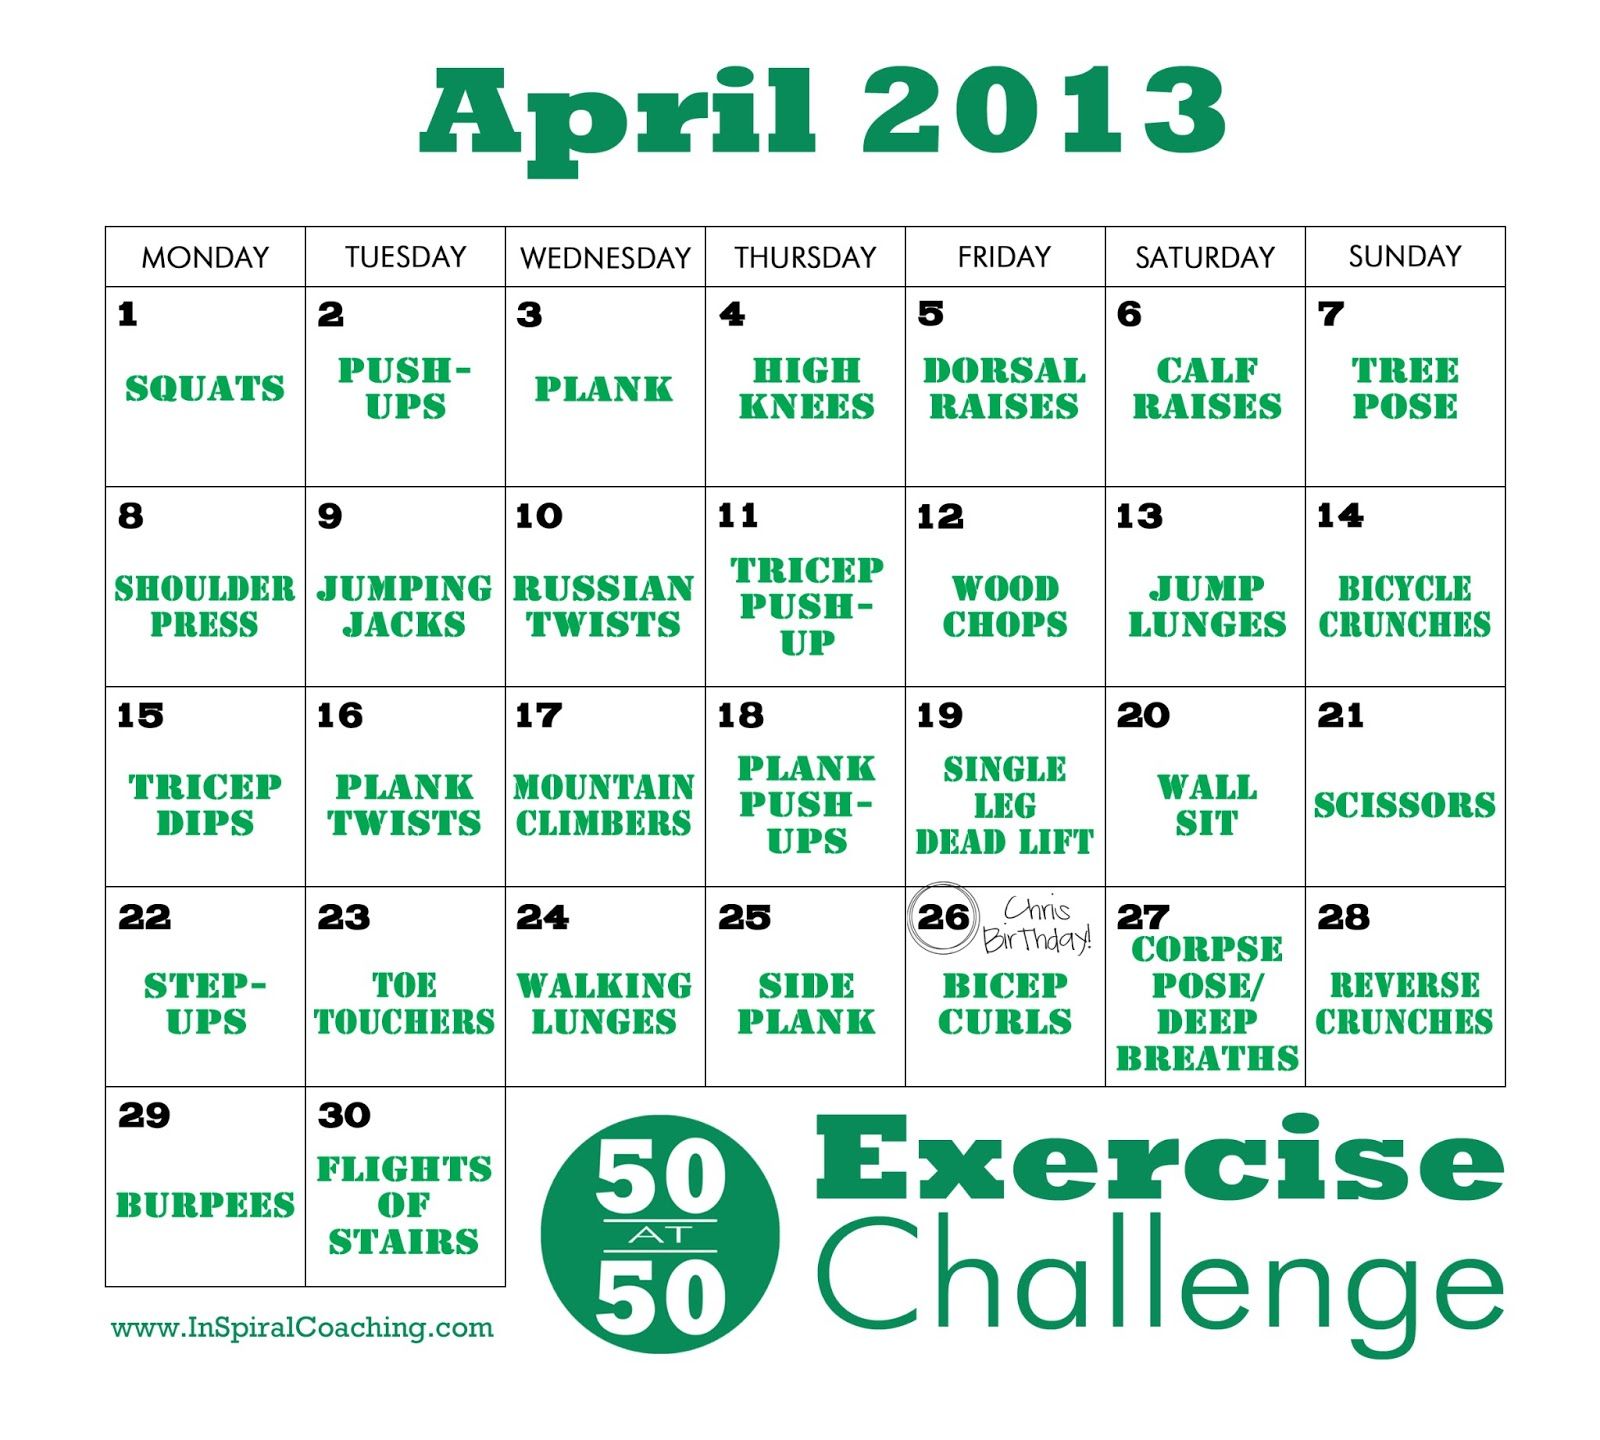 April 2013
MONDAY TUESDAY WEDNESDAY THURSDAY FRIDAY SATURDAY SUNDAY
1
SQUATS
2
PUSH-
UPS
3
PLANK
4
HIGH
KNEES
5
DORSAL
RAISES
6
CALF
RAISES
7
TREE
POSE
8
SHOULDER
PRESS
9
JUMPING
JACKS
10
RUSSIAN
TWISTS
11
TRICEP
PUSH-
UP
12
WOOD
CHOPS
13
JUMP
LUNGES
14
BICYCLE
CRUNCHES
15
TRICEP
DIPS
16
PLANK
TWISTS
17
MOUNTAIN
CLIMBERS
18
PLANK
PUSH-
UPS
19
SINGLE
LEG
DEAD LIFT
20
WALL
SIT
21
SCISSORS
22
STEP-
UPS
23
TOE
TOUCHERS
24
WALKING
LUNGES
25
SIDE
PLANK
26
Chris
BirThday!
BICEP
CURLS
27
CORPSE
POSE/
DEEP
BREATHS
28
REVERSE
CRUNCHES
29
BURPEES
30
FLIGHTS
OF
STAIRS
50
AT
50
Exercise
Challenge
www.InSpiralCoaching.com